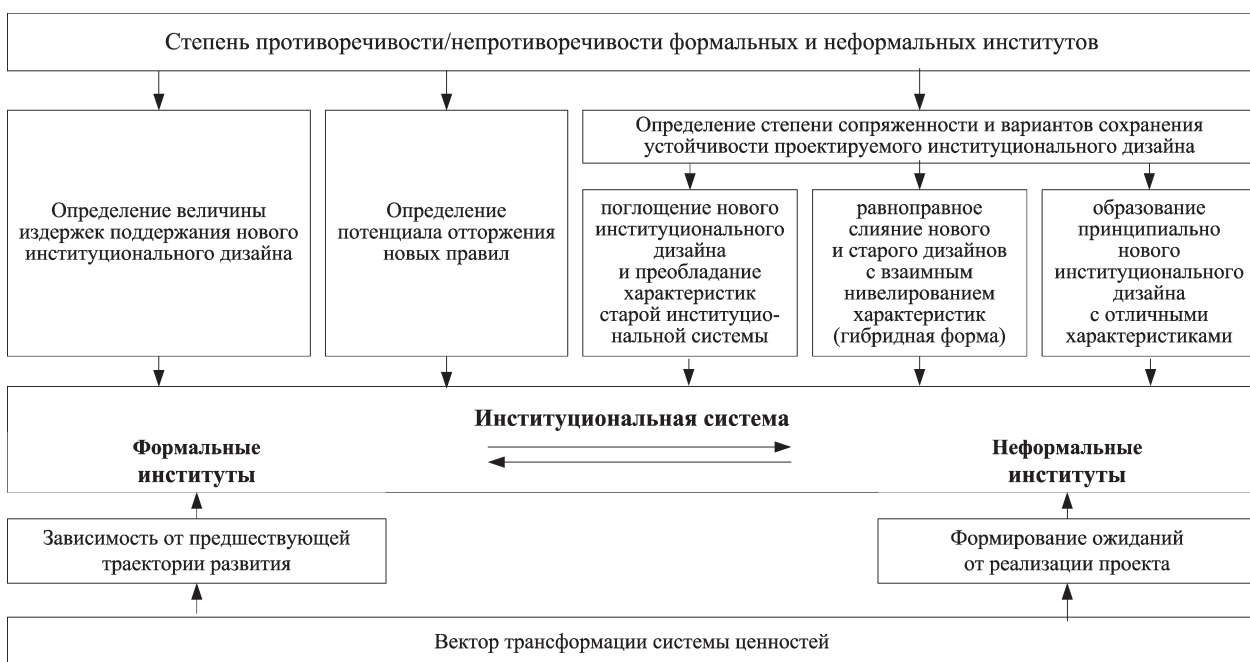 Степень противоречивости/непротиворечивости формальных и неформальных институтов
Определение величины
издержек поддержания нового
институционального дизайна
Определение
потенциала отторжения
новых правил
Определение степени сопряженности и вариантов сохранения
устойчивости проектируемого институционального дизайна
поглощение нового
институционального
дизайна
и преобладание
характеристик
старой институцио-
нальной системы
равноправное
слияние нового
и старого дизайнов
с взаимным
нивелированием
характеристик
(гибридная форма)
образование
принципиально
нового
институционального
дизайна
с отличными
характеристиками
Институциональная система
Формальные
институты
Неформальные
институты
Зависимость от предшествующей
траектории развития
Формирование ожиданий
от реализации проекта
Вектор трансформации системы ценностей